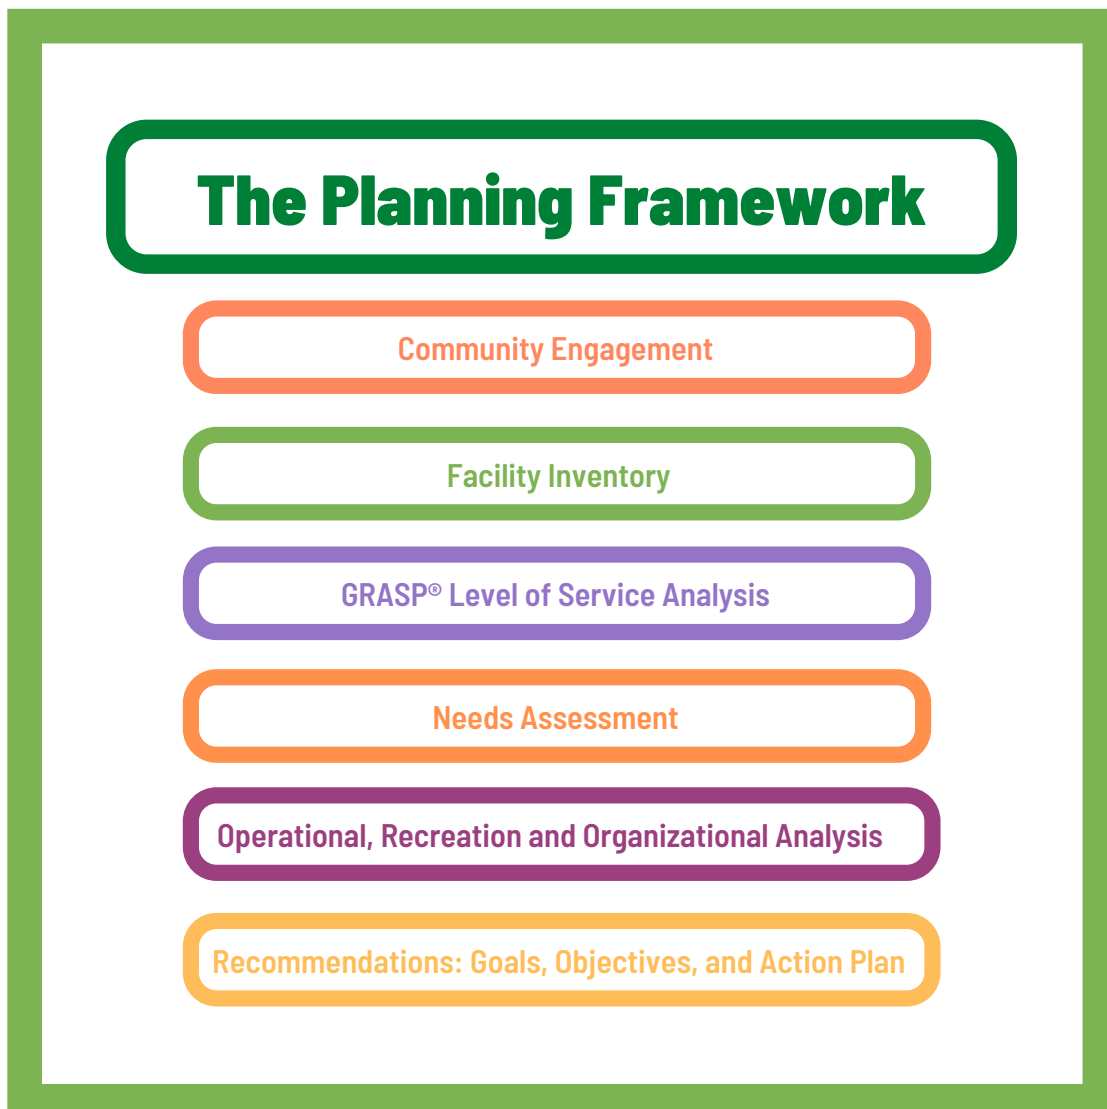 The Planning Framework
Community Engagement
Facility Inventory
GRASP® Level of Service Analysis
Needs Assessment
Operational, Recreation and Organizational Analysis
Recommendations: Goals, Objectives, and Action Plan